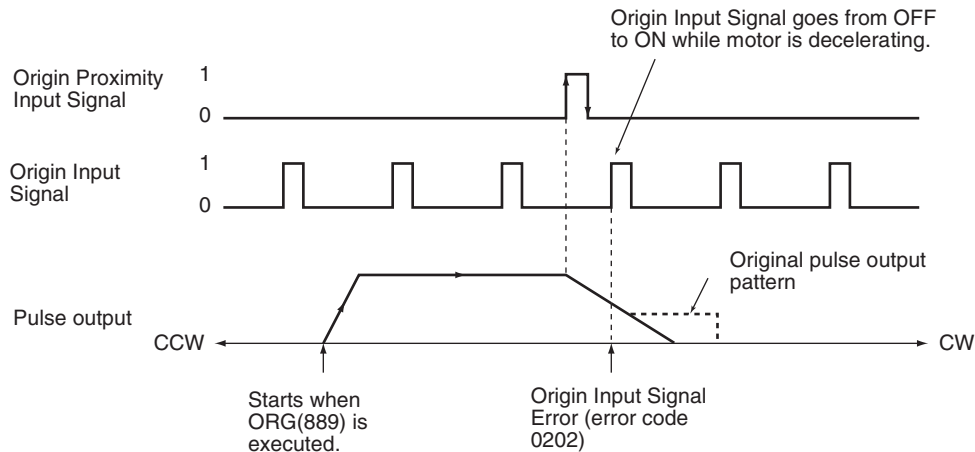 Origin Input Signal goes from OFF
to ON while motor is decelerating.
Origin Proximity
Input Signal
1
0
Origin Input
Signal
1
0
Original pulse output
pattern
Pulse output
CCW
CW
Starts when
ORG(889) is
executed.
Origin Input Signal
Error (error code
0202)